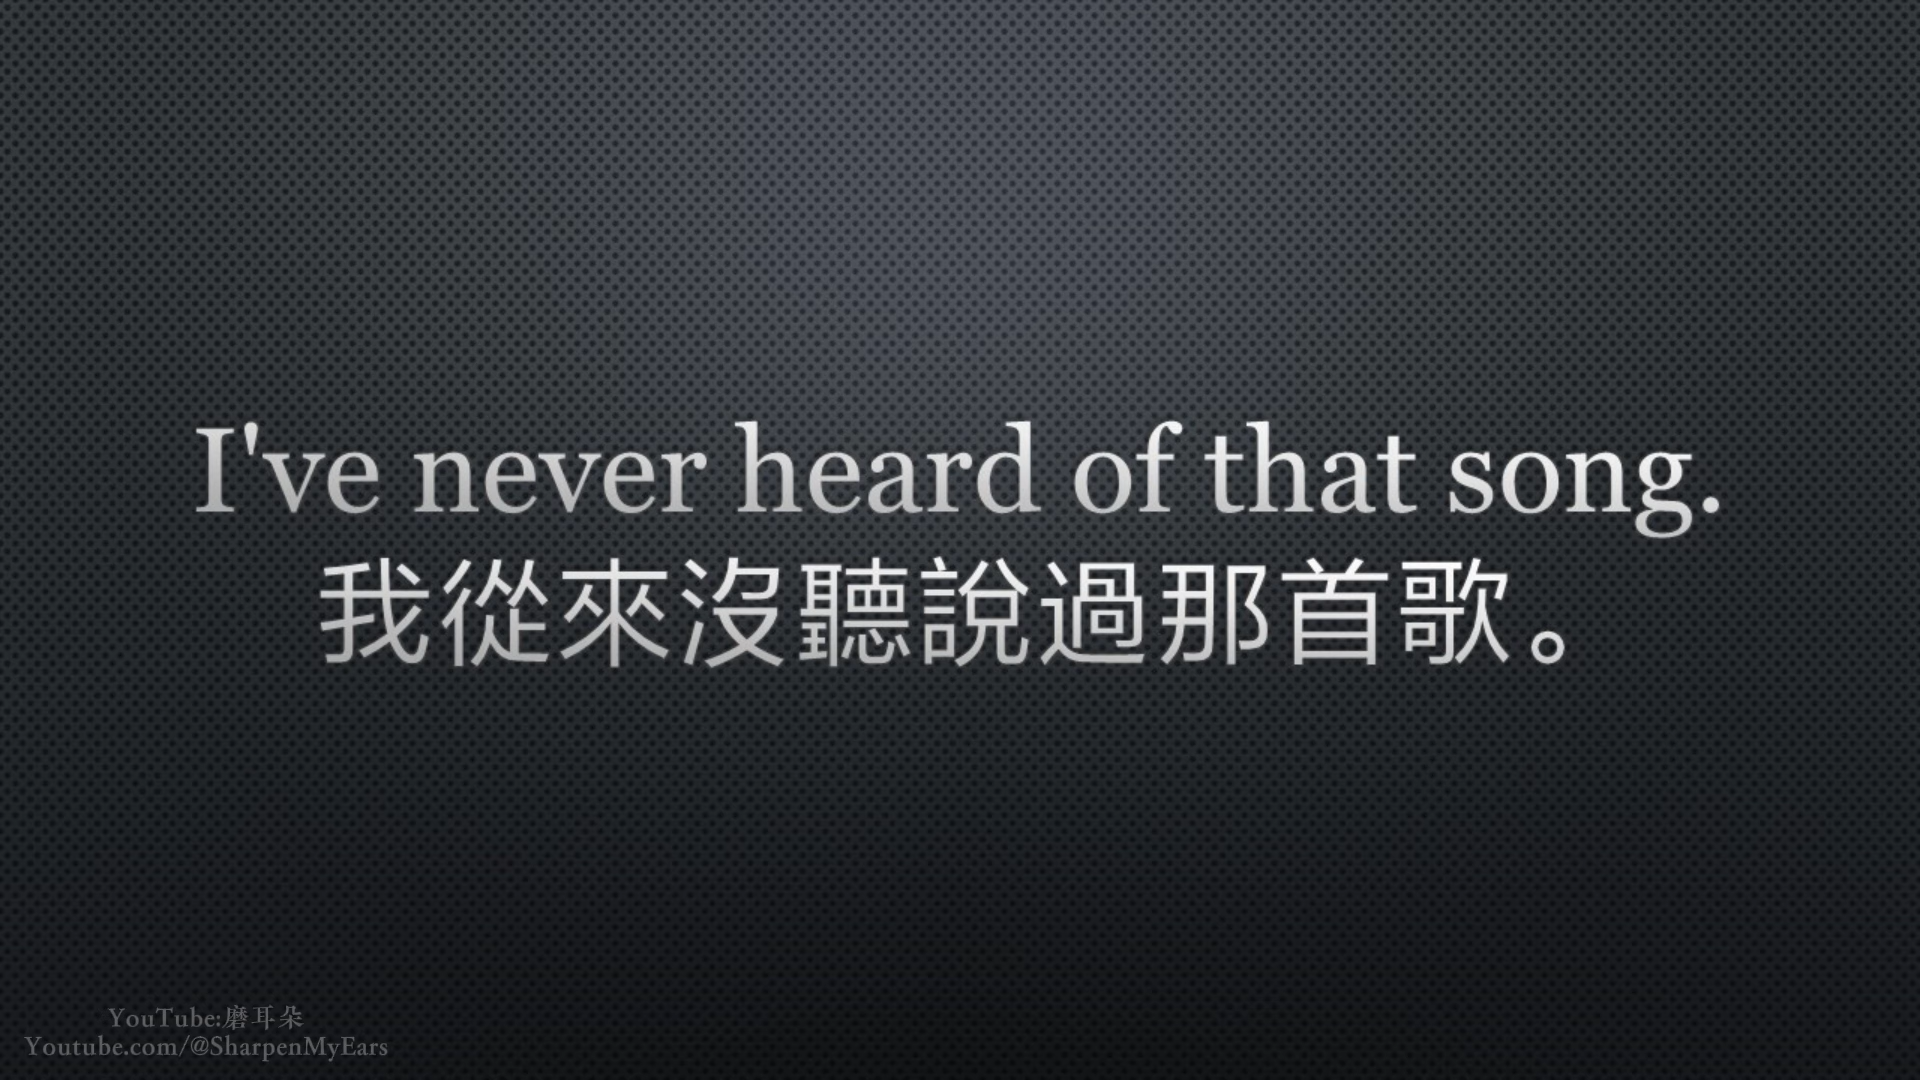 I've never heard of that song.
我從來沒聽說過那首歌。
YouTube:磨耳朵
Youtube.com/@SharpenMyEars